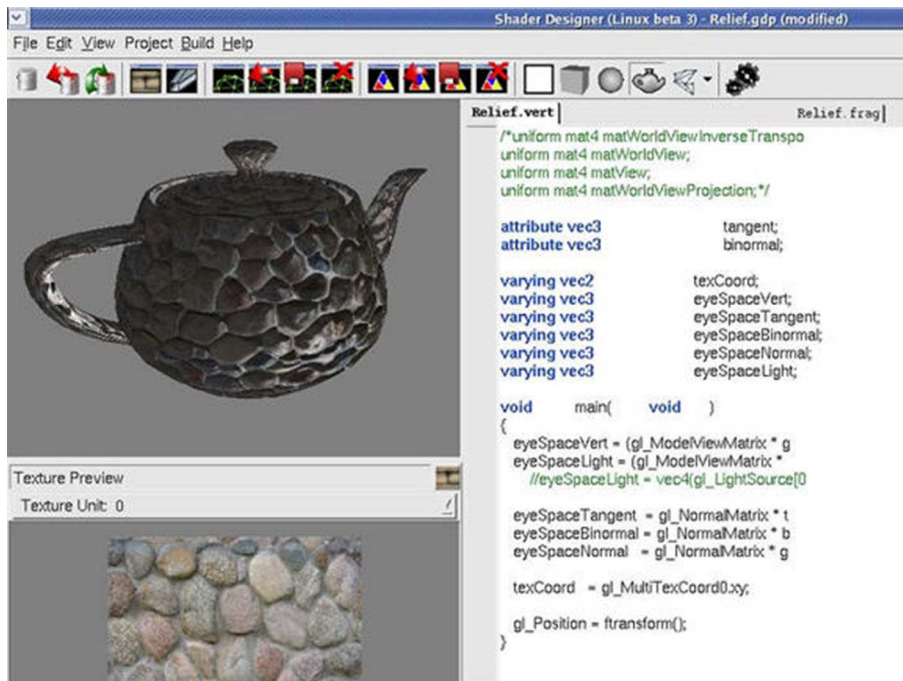 Shader Designer (Linux beta 3) - Relief.gdp (modified)
File Edit View Project Build Help
Relief.vert Relief.frag
/*uniform mat4 matWorldViewInverseTranspo
uniform mat4 matWorldView;
uniform mat4 matView;
uniform mat4 matWorldViewProjection;*/
attribute vec3 tangent;
attribute vec3 binormal;
varying vec2 texCoord;
varying vec3 eyeSpaceVert;
varying vec3 eyeSpaceTangent;
varying vec3 eyeSpaceBinormal;
varying vec3 eyeSpaceNormal;
varying vec3 eyeSpaceLight;
void main( void )
{
eyeSpaceVert = (gl_ModelViewMatrix * g
eyeSpaceLight = (gl_ModelViewMatrix *
//eyeSpaceLight = vec4(gl_LightSource[0
eyeSpaceTangent = gl_NormalMatrix * t
eyeSpaceBinormal = gl_NormalMatrix * b
eyeSpaceNormal = gl_NormalMatrix * g
texCoord = gl_MultiTexCoord0.xy;
gl_Position = ftransform();
}
Texture Preview
Texture Unit: 0